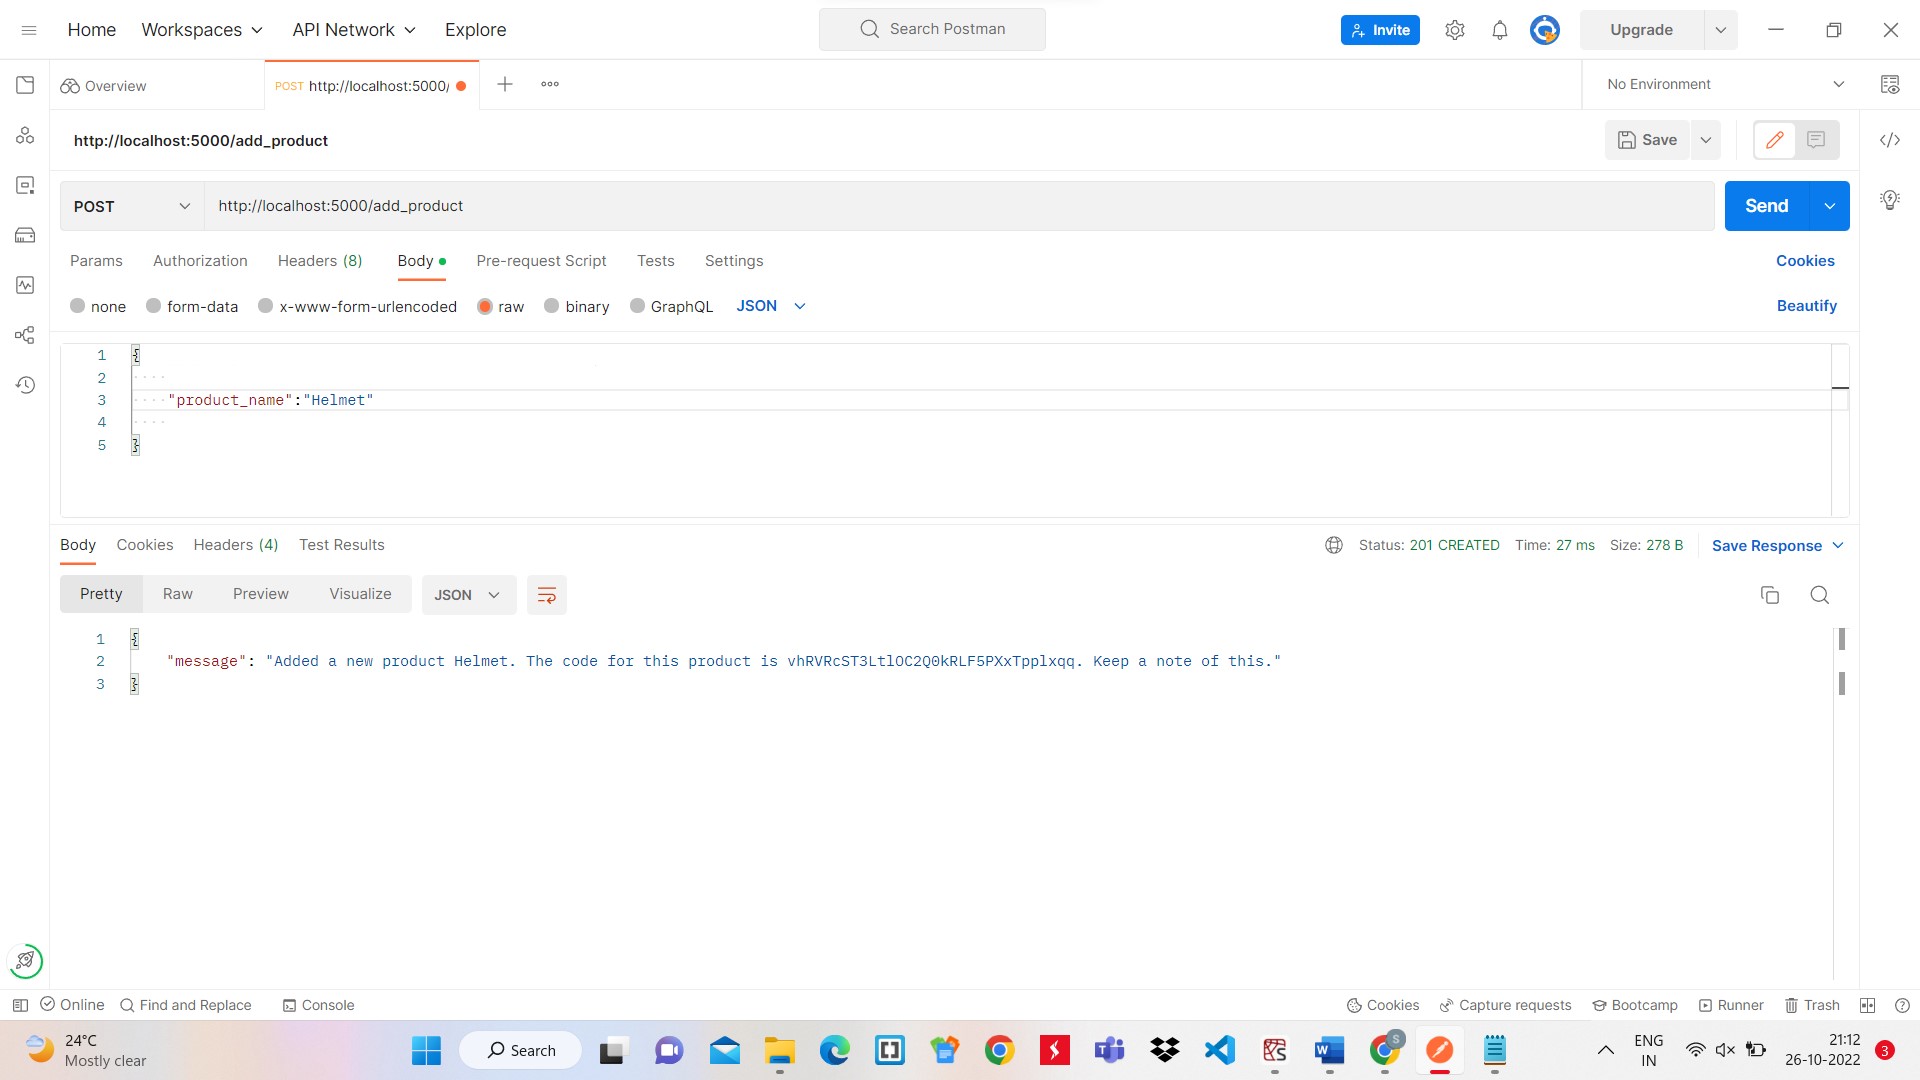 Home Workspaces API Network Explore Search Postman Invite Upgrade
Overview POST http://localhost:5000/ No Environment
http://localhost:5000/add_product Save
POST http://localhost:5000/add_product Send
Params Authorization Headers (8) Body Pre-request Script Tests Settings Cookies
none form-data x-www-form-urlencoded raw binary GraphQL JSON Beautify
1 {
2
3 "product_name":"Helmet"
4
5 }
Body Cookies Headers (4) Test Results Status: 201 CREATED Time: 27 ms Size: 278 B Save Response
Pretty Raw Preview Visualize JSON
1 {
2 "message": "Added a new product Helmet. The code for this product is vhRVRcST3LtlOC2Q0kRLF5PXxTpplxqq. Keep a note of this."
3 }
Online Find and Replace Console Cookies Capture requests Bootcamp Runner Trash
24°C
Mostly clear
Search
S
ENG
IN
21:12
26-10-2022
3